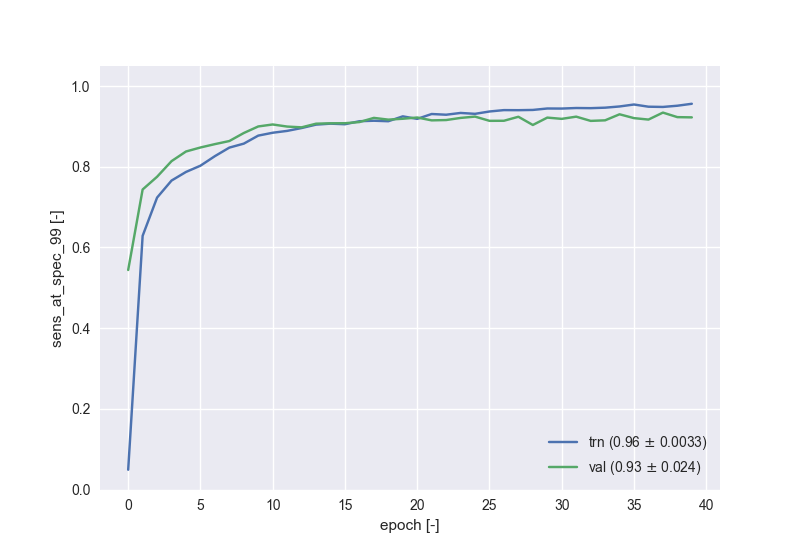 1.0
0.8
0.6
0.4
0.2
0.0
sens_at_spec_99 [-]
0 5 10 15 20 25 30 35 40
epoch [-]
trn (0.96 ± 0.0033)
val (0.93 ± 0.024)